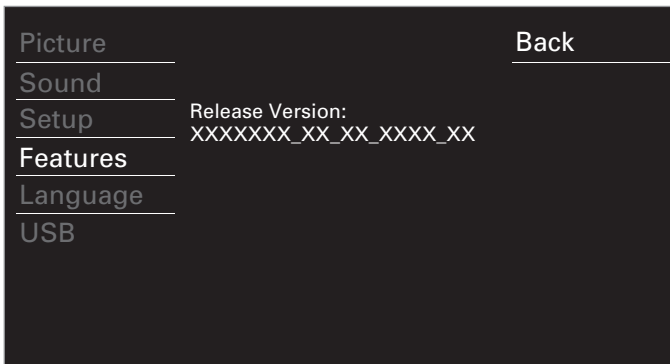 Picture
Back
Sound
Setup
Release Version:
XXXXXXX_XX_XX_XXXX_XX
Features
Language
USB